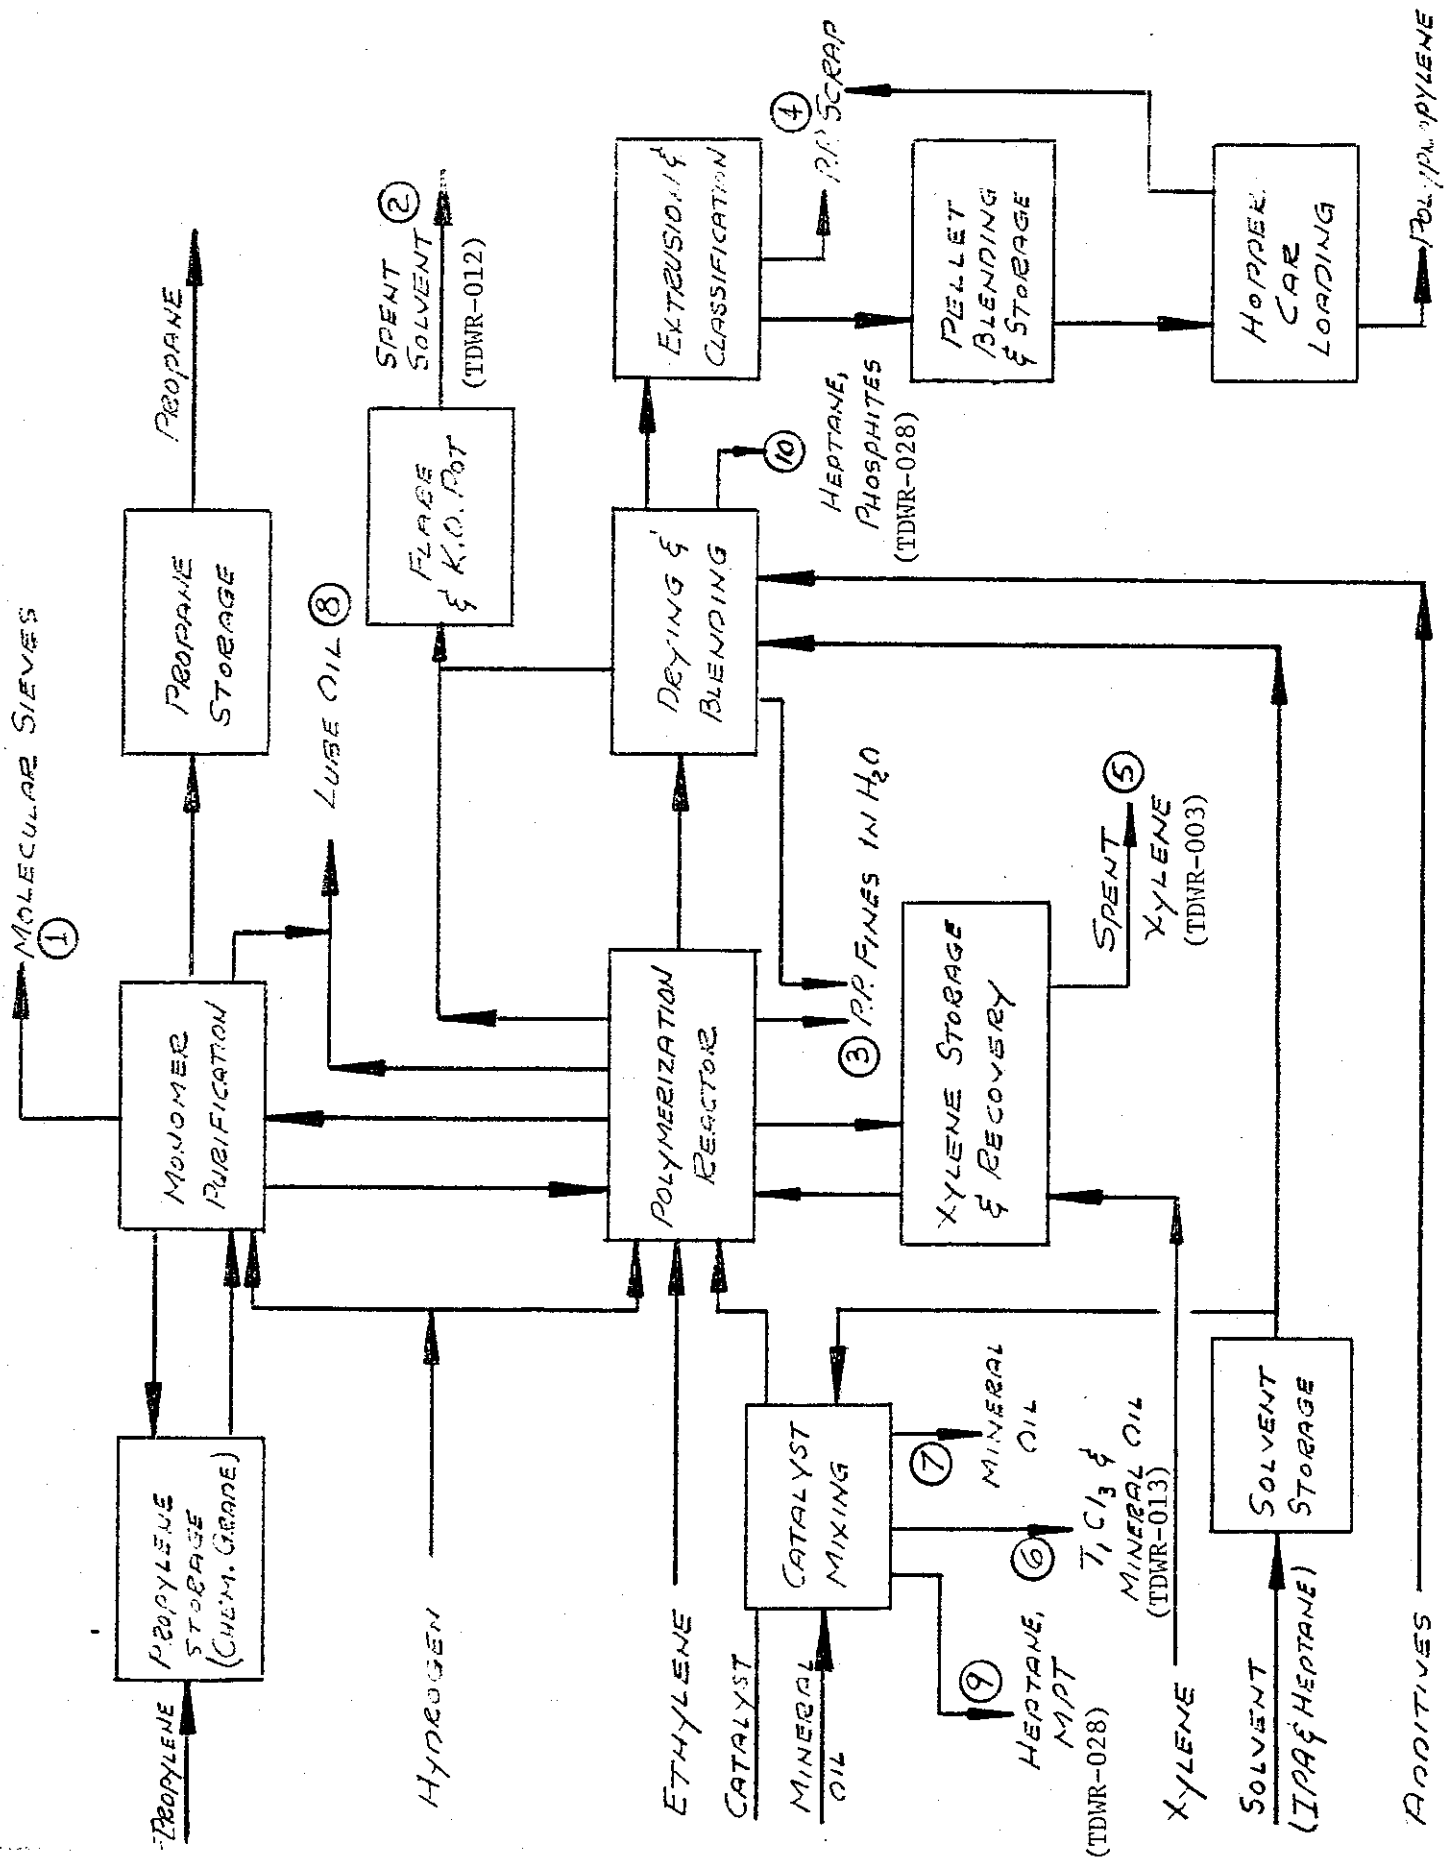 PROPYLENE
PROPYLENE
STORAGE
(CHEM. GRADE)
MONOMER
PURIFICATION
MOLECULAR SIEVES
1
PROPANE
STORAGE
PROPANE
HYDROGEN
LUBE OIL 8
FLARE
& K.O. POT
SPENT
SOLVENT 2
(TDWR-012)
ETHYLENE
CATALYST
MINERAL
OIL
CATALYST
MIXING
POLYMERIZATION
REACTOR
DRYING &
BLENDING
EXTRUSION &
CLASSIFICATION
4
P.P. SCRAP
10
HEPTANE,
PHOSPHITES
(TDWR-028)
3 P.P. FINES IN H2O
7
MINERAL
OIL
6
TiCl3 &
MINERAL OIL
(TDWR-013)
9
HEPTANE,
MPT
(TDWR-028)
XYLENE STORAGE
& RECOVERY
SPENT 5
XYLENE
(TDWR-003)
PELLET
BLENDING
& STORAGE
XYLENE
SOLVENT
(IPA & HEPTANE)
SOLVENT
STORAGE
HOPPER
CAR
LOADING
ADDITIVES
POLYPROPYLENE